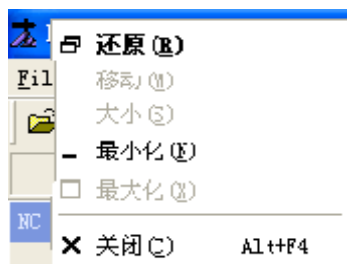 还原(R)
Fil
移动(M)
大小(S)
最小化(N)
最大化(X)
NC
关闭(C) Alt+F4